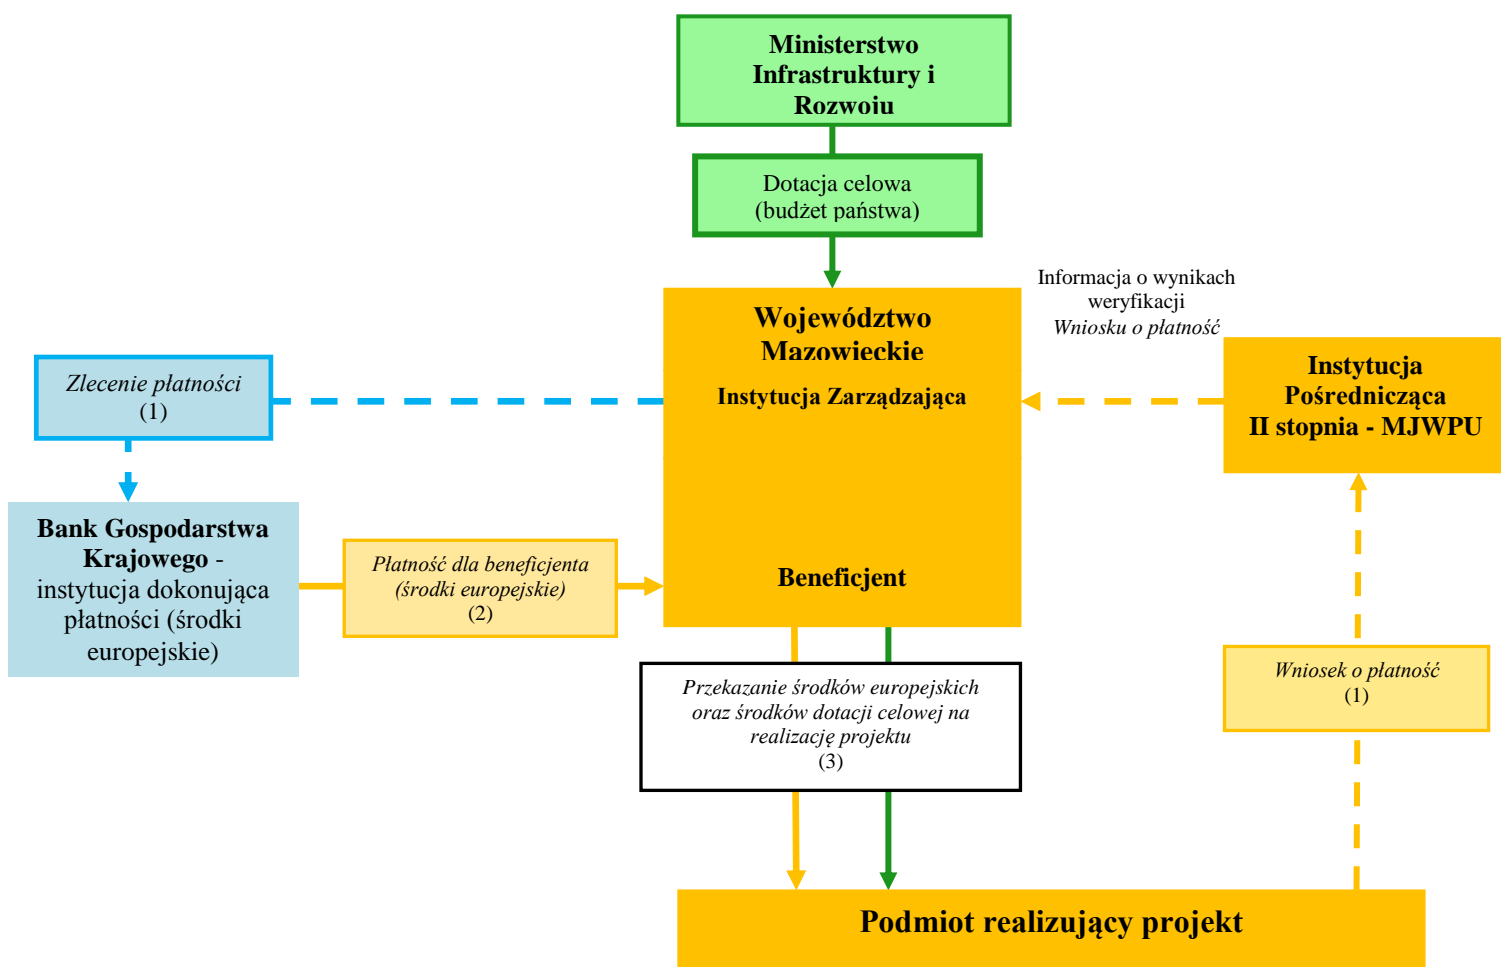 Ministerstwo
Infrastruktury i
Rozwoiu
Dotacja celowa
(budżet państwa)
Informacja o wynikach
weryfikacji
Wniosku o płatność
Województwo
Mazowieckie
Instytucja Zarządzająca
Zlecenie płatności
(1)
Instytucja
Pośrednicząca
II stopnia - MJWPU
Bank Gospodarstwa
Krajowego -
instytucja dokonująca
płatności (środki
europejskie)
Płatność dla beneficjenta
(środki europejskie)
(2)
Beneficjent
Przekazanie środków europejskich
oraz środków dotacji celowej na
realizację projektu
(3)
Wniosek o płatność
(1)
Podmiot realizujący projekt